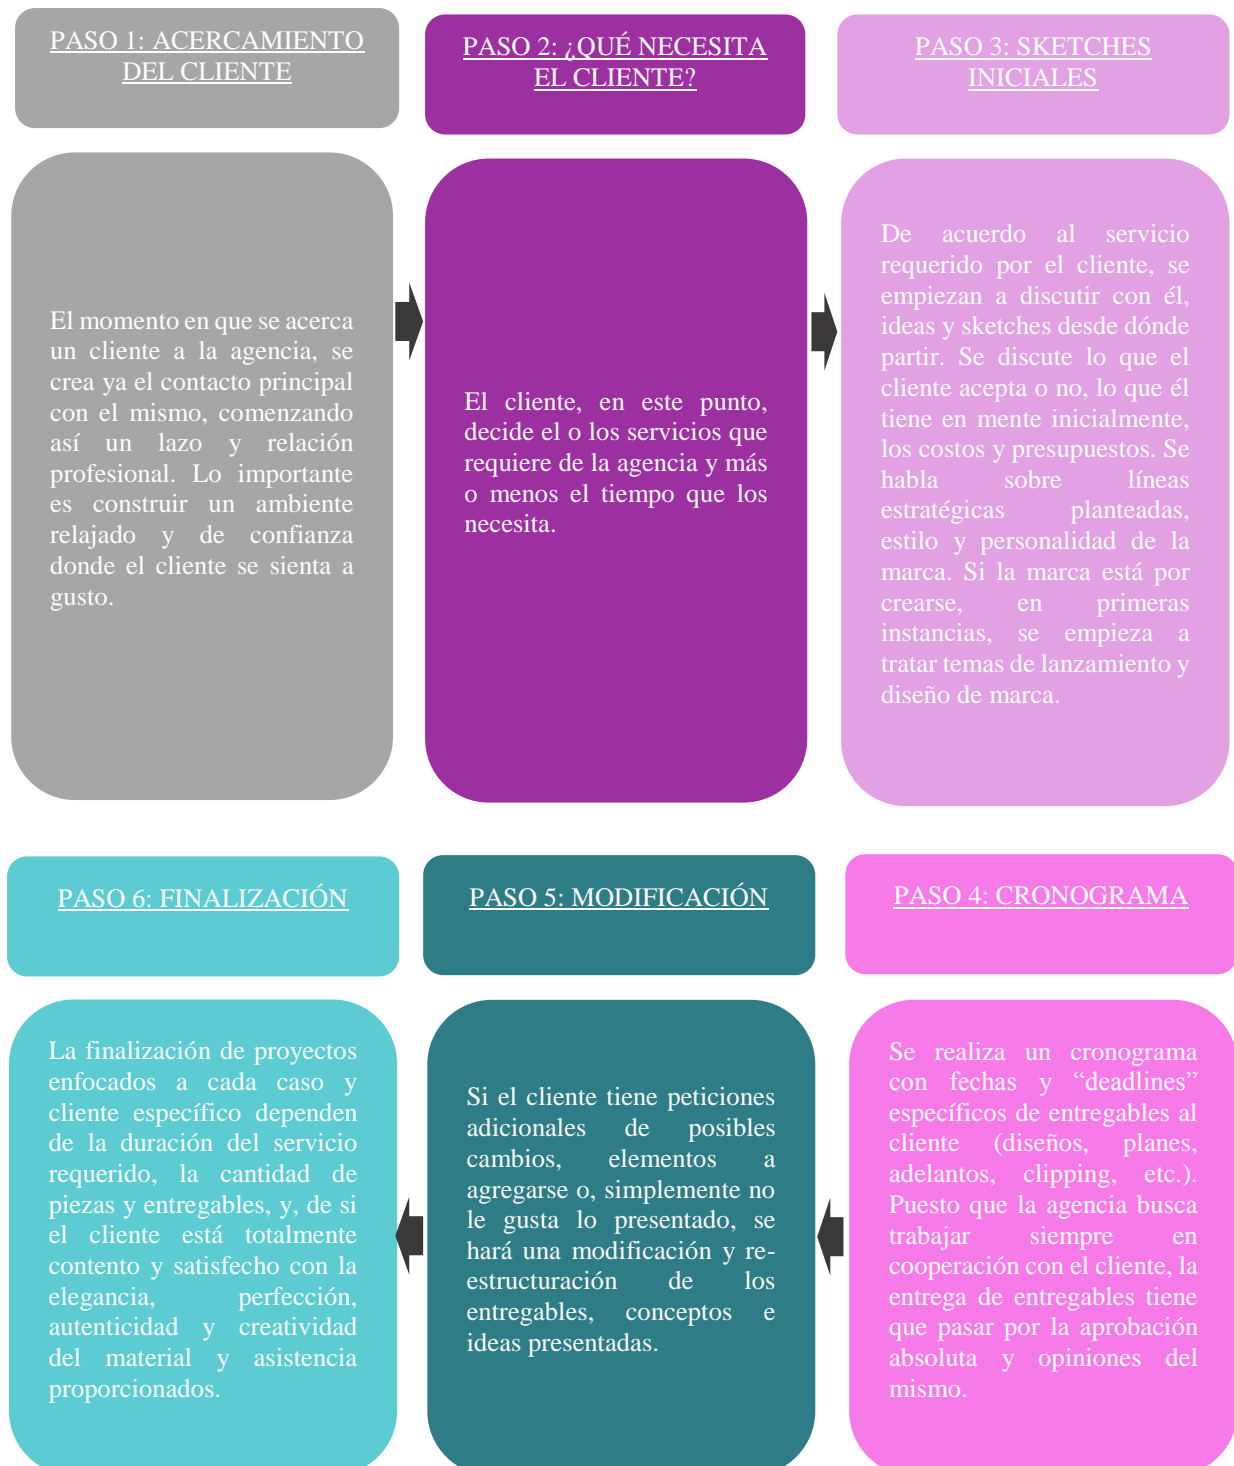 PASO 1: ACERCAMIENTO
DEL CLIENTE
El momento en que se acerca
un cliente a la agencia, se
crea ya el contacto principal
con el mismo, comenzando
así un lazo y relación
profesional. Lo importante
es construir un ambiente
relajado y de confianza
donde el cliente se sienta a
gusto.
PASO 2: ¿QUÉ NECESITA
EL CLIENTE?
El cliente, en este punto,
decide el o los servicios que
requiere de la agencia y más
o menos el tiempo que los
necesita.
PASO 3: SKETCHES
INICIALES
De acuerdo al servicio
requerido por el cliente, se
empiezan a discutir con él,
ideas y sketches desde dónde
partir. Se discute lo que el
cliente acepta o no, lo que él
tiene en mente inicialmente,
los costos y presupuestos. Se
habla sobre líneas
estratégicas planteadas,
estilo y personalidad de la
marca. Si la marca está por
crearse, en primeras
instancias, se empieza a
tratar temas de lanzamiento y
diseño de marca.
PASO 4: CRONOGRAMA
Se realiza un cronograma
con fechas y “deadlines”
específicos de entregables al
cliente (diseños, planes,
adelantos, clipping, etc.).
Puesto que la agencia busca
trabajar siempre en
cooperación con el cliente, la
entrega de entregables tiene
que pasar por la aprobación
absoluta y opiniones del
mismo.
PASO 5: MODIFICACIÓN
Si el cliente tiene peticiones
adicionales de posibles
cambios, elementos a
agregarse o, simplemente no
le gusta lo presentado, se
hará una modificación y re-
estructuración de los
entregables, conceptos e
ideas presentadas.
PASO 6: FINALIZACIÓN
La finalización de proyectos
enfocados a cada caso y
cliente específico dependen
de la duración del servicio
requerido, la cantidad de
piezas y entregables, y, de si
el cliente está totalmente
contento y satisfecho con la
elegancia, perfección,
autenticidad y creatividad
del material y asistencia
proporcionados.